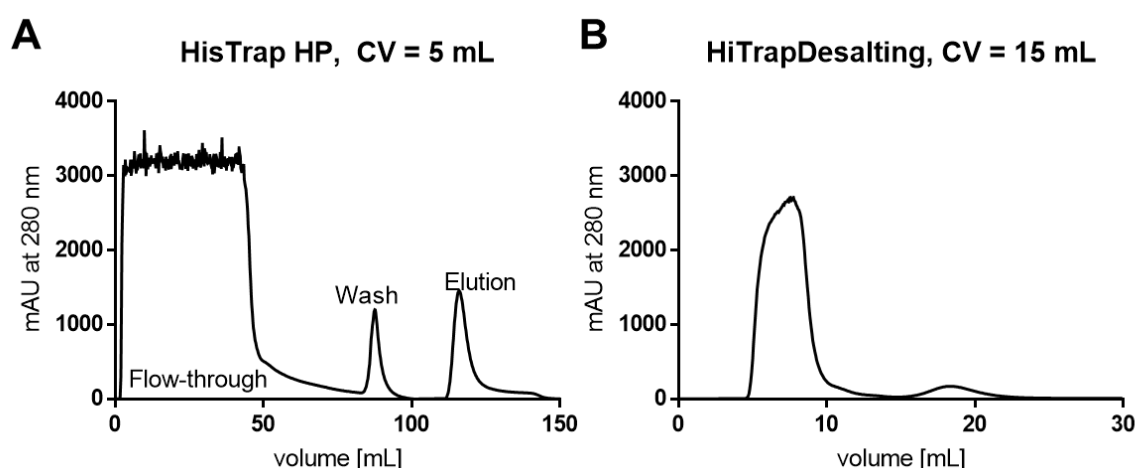 A
HisTrap HP, CV = 5 mL
mAU at 280 nm
4000
3000
2000
1000
0
Flow-through
Wash
Elution
0
50
100
150
volume [mL]
B
HiTrapDesalting, CV = 15 mL
mAU at 280 nm
4000
3000
2000
1000
0
0
10
20
30
volume [mL]